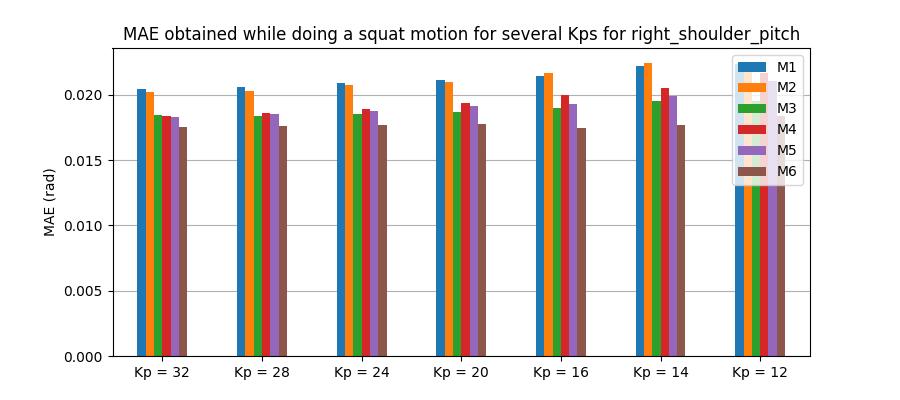 MAE obtained while doing a squat motion for several Kps for right_shoulder_pitch
MAE (rad)
0.020
0.015
0.010
0.005
0.000
M1
M2
M3
M4
M5
M6
Kp = 32 Kp = 28 Kp = 24 Kp = 20 Kp = 16 Kp = 14 Kp = 12